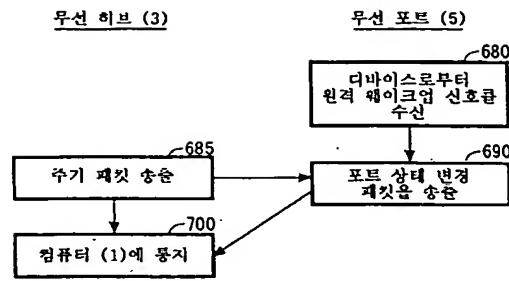 무선 허브 (3)
무선 포트 (5)
680
디바이스로부터
원격 웨이크업 신호를
수신
685
주기 패킷 송출
690
포트 상태 변경
패킷을 송출
700
컴퓨터 (1)에 통지